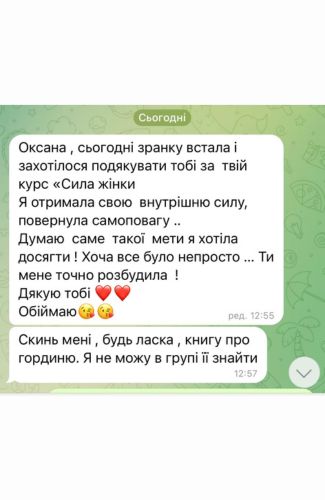 Сьогодні
Оксана , сьогодні зранку встала і
захотілося подякувати тобі за  твій
курс «Сила жінки
Я отримала свою  внутрішню силу,
повернула самоповагу ..
Думаю  саме  такої  мети я хотіла
досягти ! Хоча все було непросто ... Ти
мене точно розбудила  !
Дякую тобі ❤️❤️
Обіймаю😘😘
ред. 12:55
Скинь мені , будь ласка , книгу про
гординю. Я не можу в групі її знайти
12:57